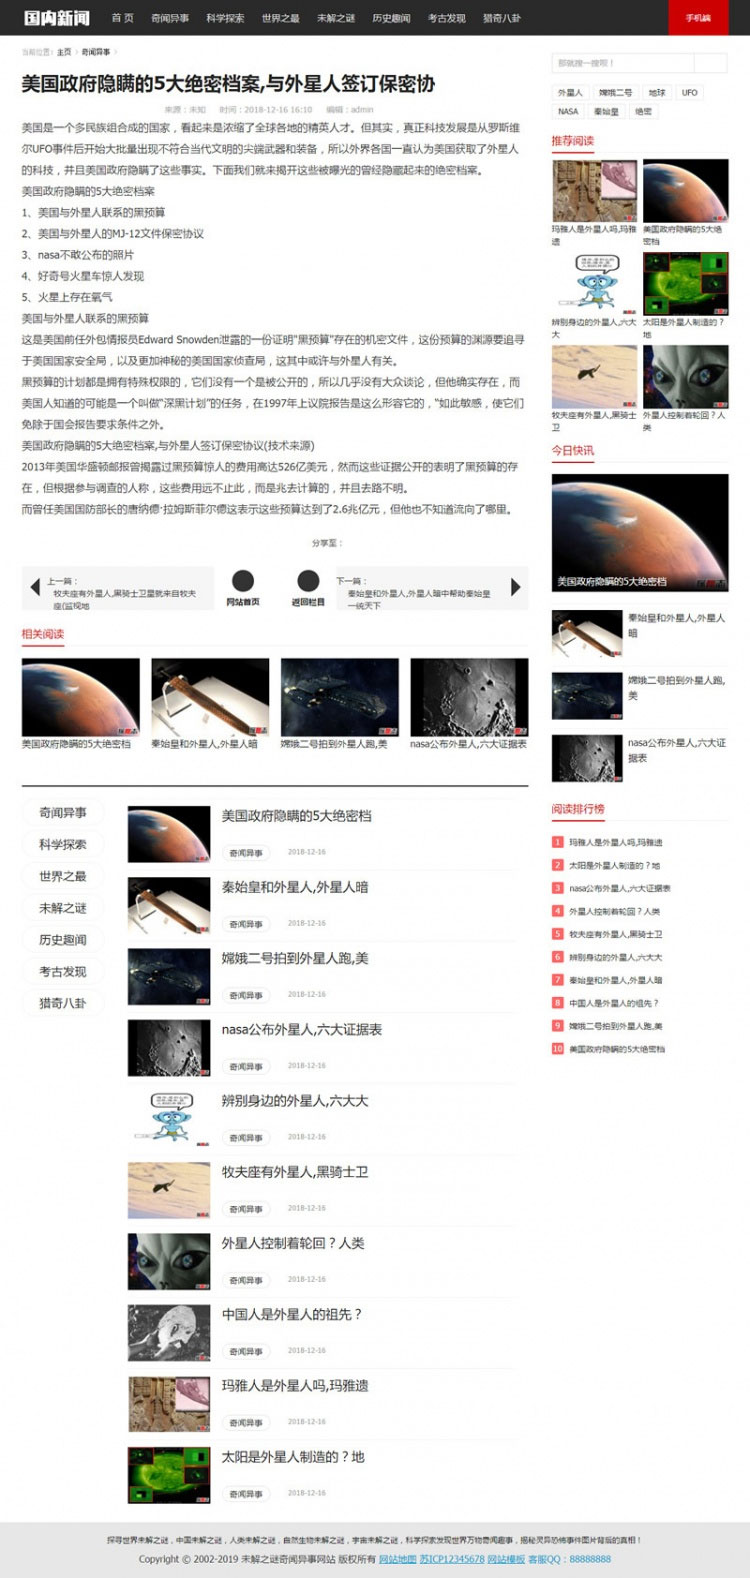 国内新闻 首 页 奇闻异事 科学探索 世界之最 未解之谜 历史趣闻 考古发现 猎奇八卦 手机端
当前位置: 主页 > 奇闻异事 >
美国政府隐瞒的5大绝密档案,与外星人签订保密协
来源：未知 时间：2018-12-16 16:10 编辑：admin
美国是一个多民族组合成的国家，看起来是浓缩了全球各地的精英人才。但其实，真正科技发展是从罗斯维
尔UFO事件后开始大批量出现不符合当代文明的尖端武器和装备，所以外界各国一直认为美国获取了外星人
的科技，并且美国政府隐瞒了这些事实。下面我们就来揭开这些被曝光的曾经隐藏起来的绝密档案。
美国政府隐瞒的5大绝密档案
1、美国与外星人联系的黑预算
2、美国与外星人的MJ-12文件保密协议
3、nasa不敢公布的照片
4、好奇号火星车惊人发现
5、火星上存在氧气
美国与外星人联系的黑预算
这是美国前任外包情报员Edward Snowden泄露的一份证明"黑预算"存在的机密文件，这份预算的渊源要追寻
于美国国家安全局，以及更加神秘的美国国家侦查局，这其中或许与外星人有关。
黑预算的计划都是拥有特殊权限的，它们没有一个是被公开的，所以几乎没有大众谈论，但他确实存在，而
美国人知道的可能是一个叫做"深黑计划"的任务，在1997年上议院报告是这么形容它的，"如此敏感，使它们
免除于国会报告要求条件之外。
美国政府隐瞒的5大绝密档案,与外星人签订保密协议(技术来源)
2013年美国华盛顿邮报曾揭露过黑预算惊人的费用高达526亿美元，然而这些证据公开的表明了黑预算的存
在，但根据参与调查的人称，这些费用远不止此，而是兆去计算的，并且去路不明。
而曾任美国国防部长的唐纳德·拉姆斯菲尔德这表示这些预算达到了2.6兆亿元，但他也不知道流向了哪里。
分享至：
上一篇：
牧夫座有外星人,黑骑士卫星就来自牧夫
座(监视地
网站首页
返回栏目
下一篇：
秦始皇和外星人,外星人暗中帮助秦始皇
一统天下
相关阅读
美国政府隐瞒的5大绝密档
秦始皇和外星人,外星人暗
嫦娥二号拍到外星人跑,美
nasa公布外星人,六大证据表
奇闻异事
科学探索
世界之最
未解之谜
历史趣闻
考古发现
猎奇八卦
美国政府隐瞒的5大绝密档
奇闻异事 2018-12-16
秦始皇和外星人,外星人暗
奇闻异事 2018-12-16
嫦娥二号拍到外星人跑,美
奇闻异事 2018-12-16
nasa公布外星人,六大证据表
奇闻异事 2018-12-16
辨别身边的外星人,六大大
奇闻异事 2018-12-16
牧夫座有外星人,黑骑士卫
奇闻异事 2018-12-16
外星人控制着轮回？人类
奇闻异事 2018-12-16
中国人是外星人的祖先？
奇闻异事 2018-12-16
玛雅人是外星人吗,玛雅遗
奇闻异事 2018-12-16
太阳是外星人制造的？地
奇闻异事 2018-12-16
那就搜一搜呗！
外星人 嫦娥二号 地球 UFO
NASA 秦始皇 绝密
推荐阅读
玛雅人是外星人吗,玛雅
遗
美国政府隐瞒的5大绝
密档
辨别身边的外星人,六大
大
太阳是外星人制造的？
地
牧夫座有外星人,黑骑士
卫
外星人控制着轮回？人
类
今日快讯
美国政府隐瞒的5大绝密档
秦始皇和外星人,外星人
暗
嫦娥二号拍到外星人跑,
美
nasa公布外星人,六大证
据表
阅读排行榜
1 玛雅人是外星人吗,玛雅遗
2 太阳是外星人制造的？地
3 nasa公布外星人,六大证据表
4 外星人控制着轮回？人类
5 牧夫座有外星人,黑骑士卫
6 辨别身边的外星人,六大大
7 秦始皇和外星人,外星人暗
8 中国人是外星人的祖先？
9 嫦娥二号拍到外星人跑,美
10 美国政府隐瞒的5大绝密档
探寻世界未解之谜，中国未解之谜，人类未解之谜，自然生物未解之谜，宇宙未解之谜，科学探索发现世界万物奇闻趣事，揭秘灵异恐怖事件图片背后的真相！
Copyright © 2002-2019 未解之谜奇闻异事网站 版权所有 网站地图 苏ICP12345678 网站模板 客服QQ：88888888